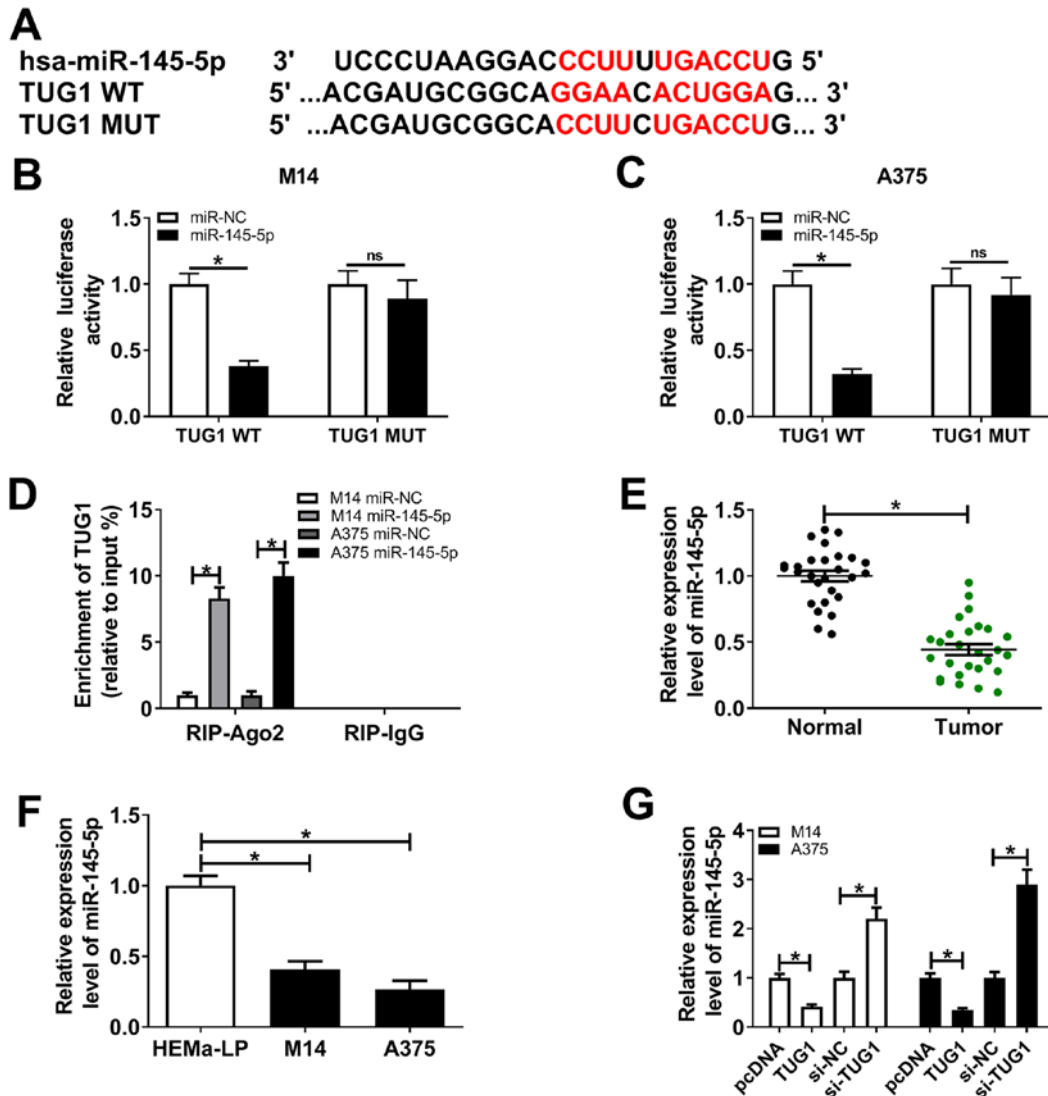 A
hsa-miR-145-5p 3' UCCCUAAGGACCCUUUUGACCUG 5'
TUG1 WT 5' ...ACGAUGCGGCAGGAACACUGGAG... 3'
TUG1 MUT 5' ...ACGAUGCGGCACCUUCUGACCUG... 3'
B
M14
Relative luciferase
activity
1.5
1.0
0.5
0.0
miR-NC
miR-145-5p
*
ns
TUG1 WT TUG1 MUT
C
A375
Relative luciferase
activity
1.5
1.0
0.5
0.0
miR-NC
miR-145-5p
*
ns
TUG1 WT TUG1 MUT
D
Enrichment of TUG1
(relative to input %)
15
10
5
0
M14 miR-NC
M14 miR-145-5p
A375 miR-NC
A375 miR-145-5p
*
*
RIP-Ago2 RIP-IgG
E
Relative expression
level of miR-145-5p
1.5
1.0
0.5
0.0
*
Normal Tumor
F
Relative expression
level of miR-145-5p
1.5
1.0
0.5
0.0
*
*
HEMa-LP M14 A375
G
Relative expression
level of miR-145-5p
4
3
2
1
0
M14
A375
*
*
*
*
pcDNA TUG1 si-NC si-TUG1 pcDNA TUG1 si-NC si-TUG1